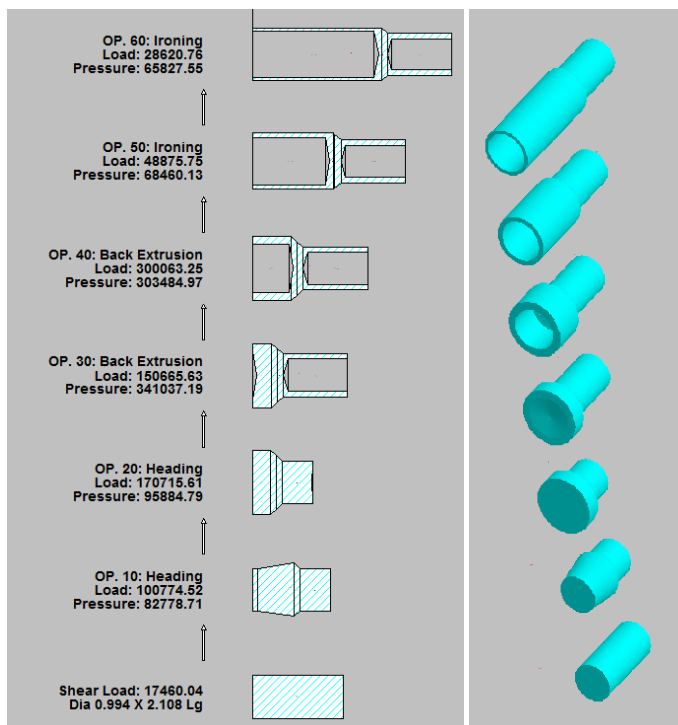 OP. 60: Ironing
Load: 28620.76
Pressure: 65827.55
OP. 50: Ironing
Load: 48875.75
Pressure: 68460.13
OP. 40: Back Extrusion
Load: 300063.25
Pressure: 303484.97
OP. 30: Back Extrusion
Load: 150665.63
Pressure: 341037.19
OP. 20: Heading
Load: 170715.61
Pressure: 95884.79
OP. 10: Heading
Load: 100774.52
Pressure: 82778.71
Shear Load: 17460.04
Dia 0.994 X 2.108 Lg